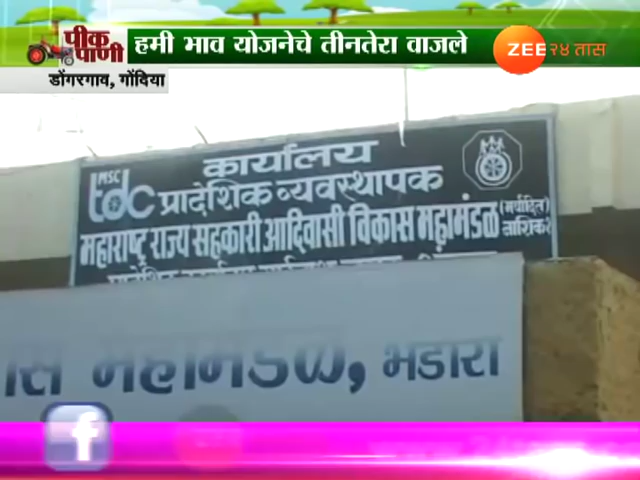 पीक पाणी
हमी भाव योजनेचे तीनतेरा वाजले
ZEE २४ तास
डोंगरगाव, गोंदिया
MSC
tdc
कार्यालय
प्रादेशिक व्यवस्थापक
महाराष्ट्र राज्य सहकारी आदिवासी विकास महामंडळ (मर्यादित) नाशिक
महामंडळ, भंडारा
f